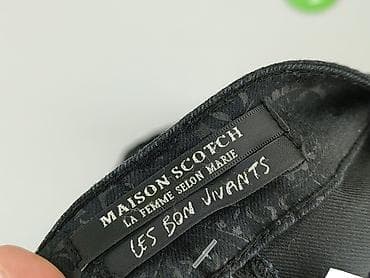 MAISON SCOTCH
LA FEMME SELON MARIE
LES BON VIVANTS